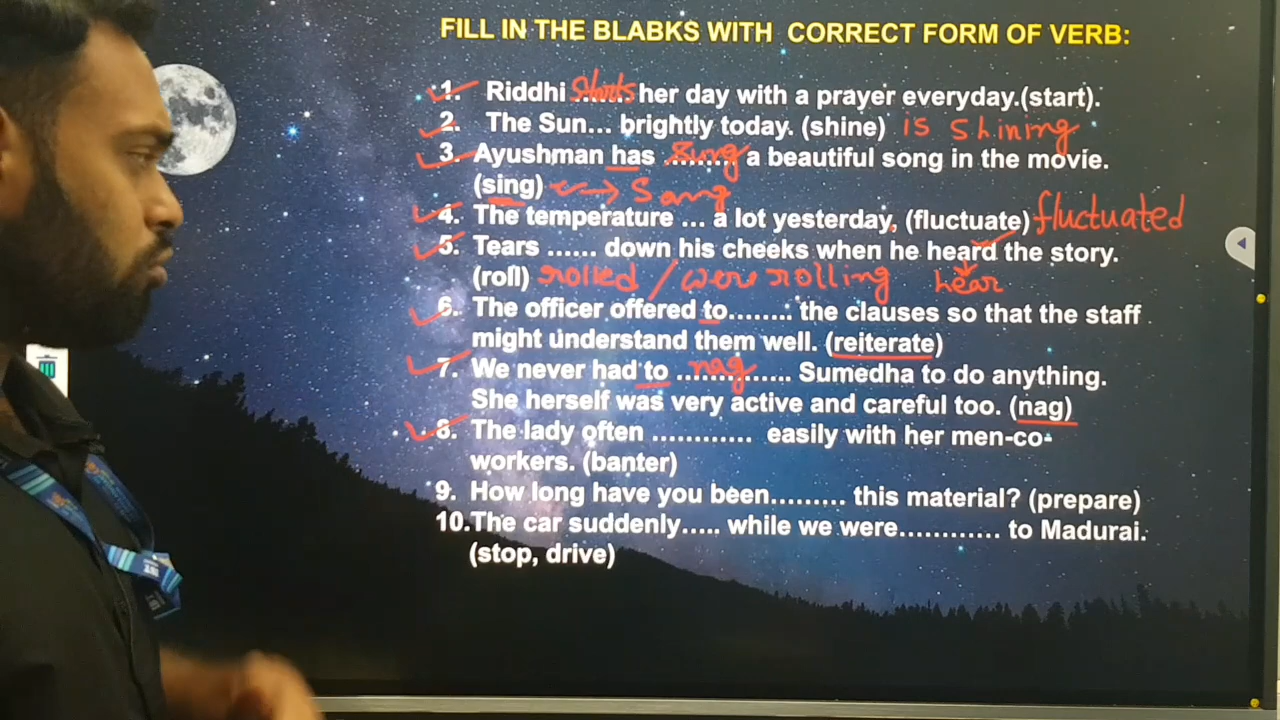 FILL IN THE BLABKS WITH CORRECT FORM OF VERB:
1. Riddhi starts her day with a prayer everyday.(start).
2. The Sun... brightly today. (shine) is shining
3. Ayushman has sung a beautiful song in the movie.
(sing) sang
4. The temperature ... a lot yesterday, (fluctuate) fluctuated
5. Tears ...... down his cheeks when he heard the story.
(roll) rolled / were rolling hear
6. The officer offered to........ the clauses so that the staff
might understand them well. (reiterate)
7. We never had to nag ...... Sumedha to do anything.
She herself was very active and careful too. (nag)
8. The lady often ............ easily with her men-co-
workers. (banter)
9. How long have you been......... this material? (prepare)
10.The car suddenly..... while we were............ to Madurai.
(stop, drive)